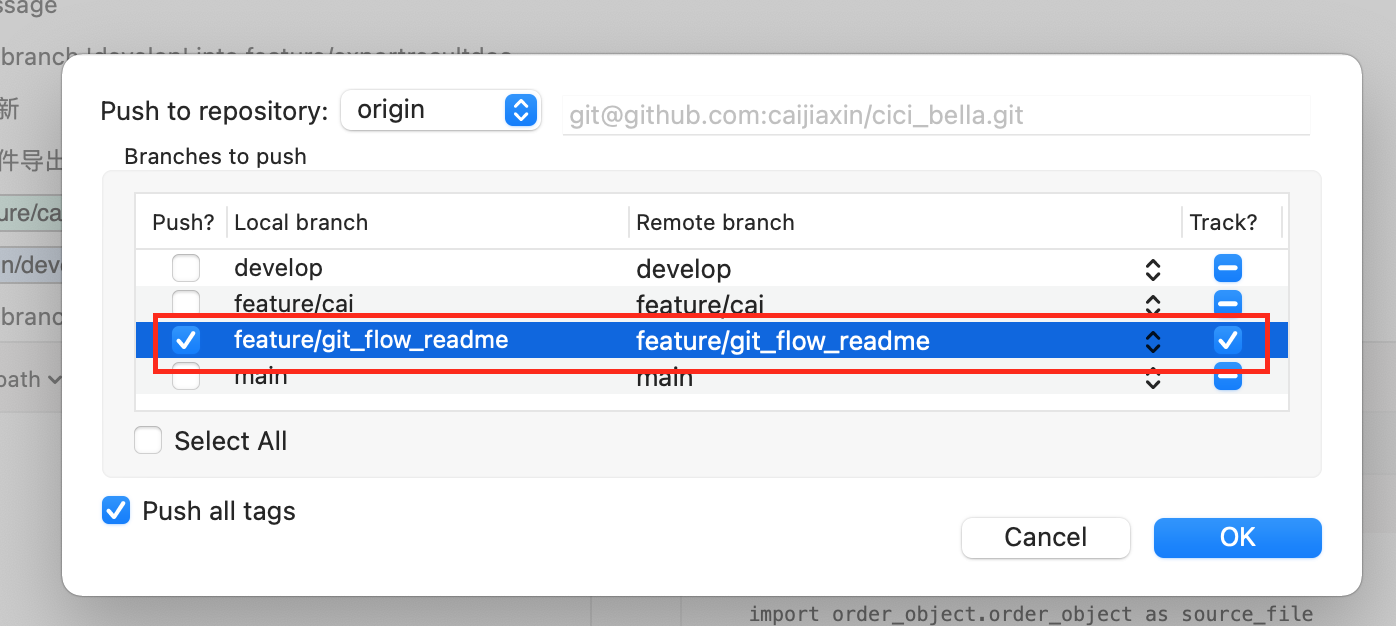 ssage
branch 'develop' into feature/exportresultdoc
新
件导出
ure/ca
n/deve
branc
path
Push to repository: origin git@github.com:caijiaxin/cici_bella.git
Branches to push
Push? Local branch Remote branch Track?
develop develop
feature/cai feature/cai
feature/git_flow_readme feature/git_flow_readme
main main
Select All
Push all tags
Cancel OK
import order_object.order_object as source_file